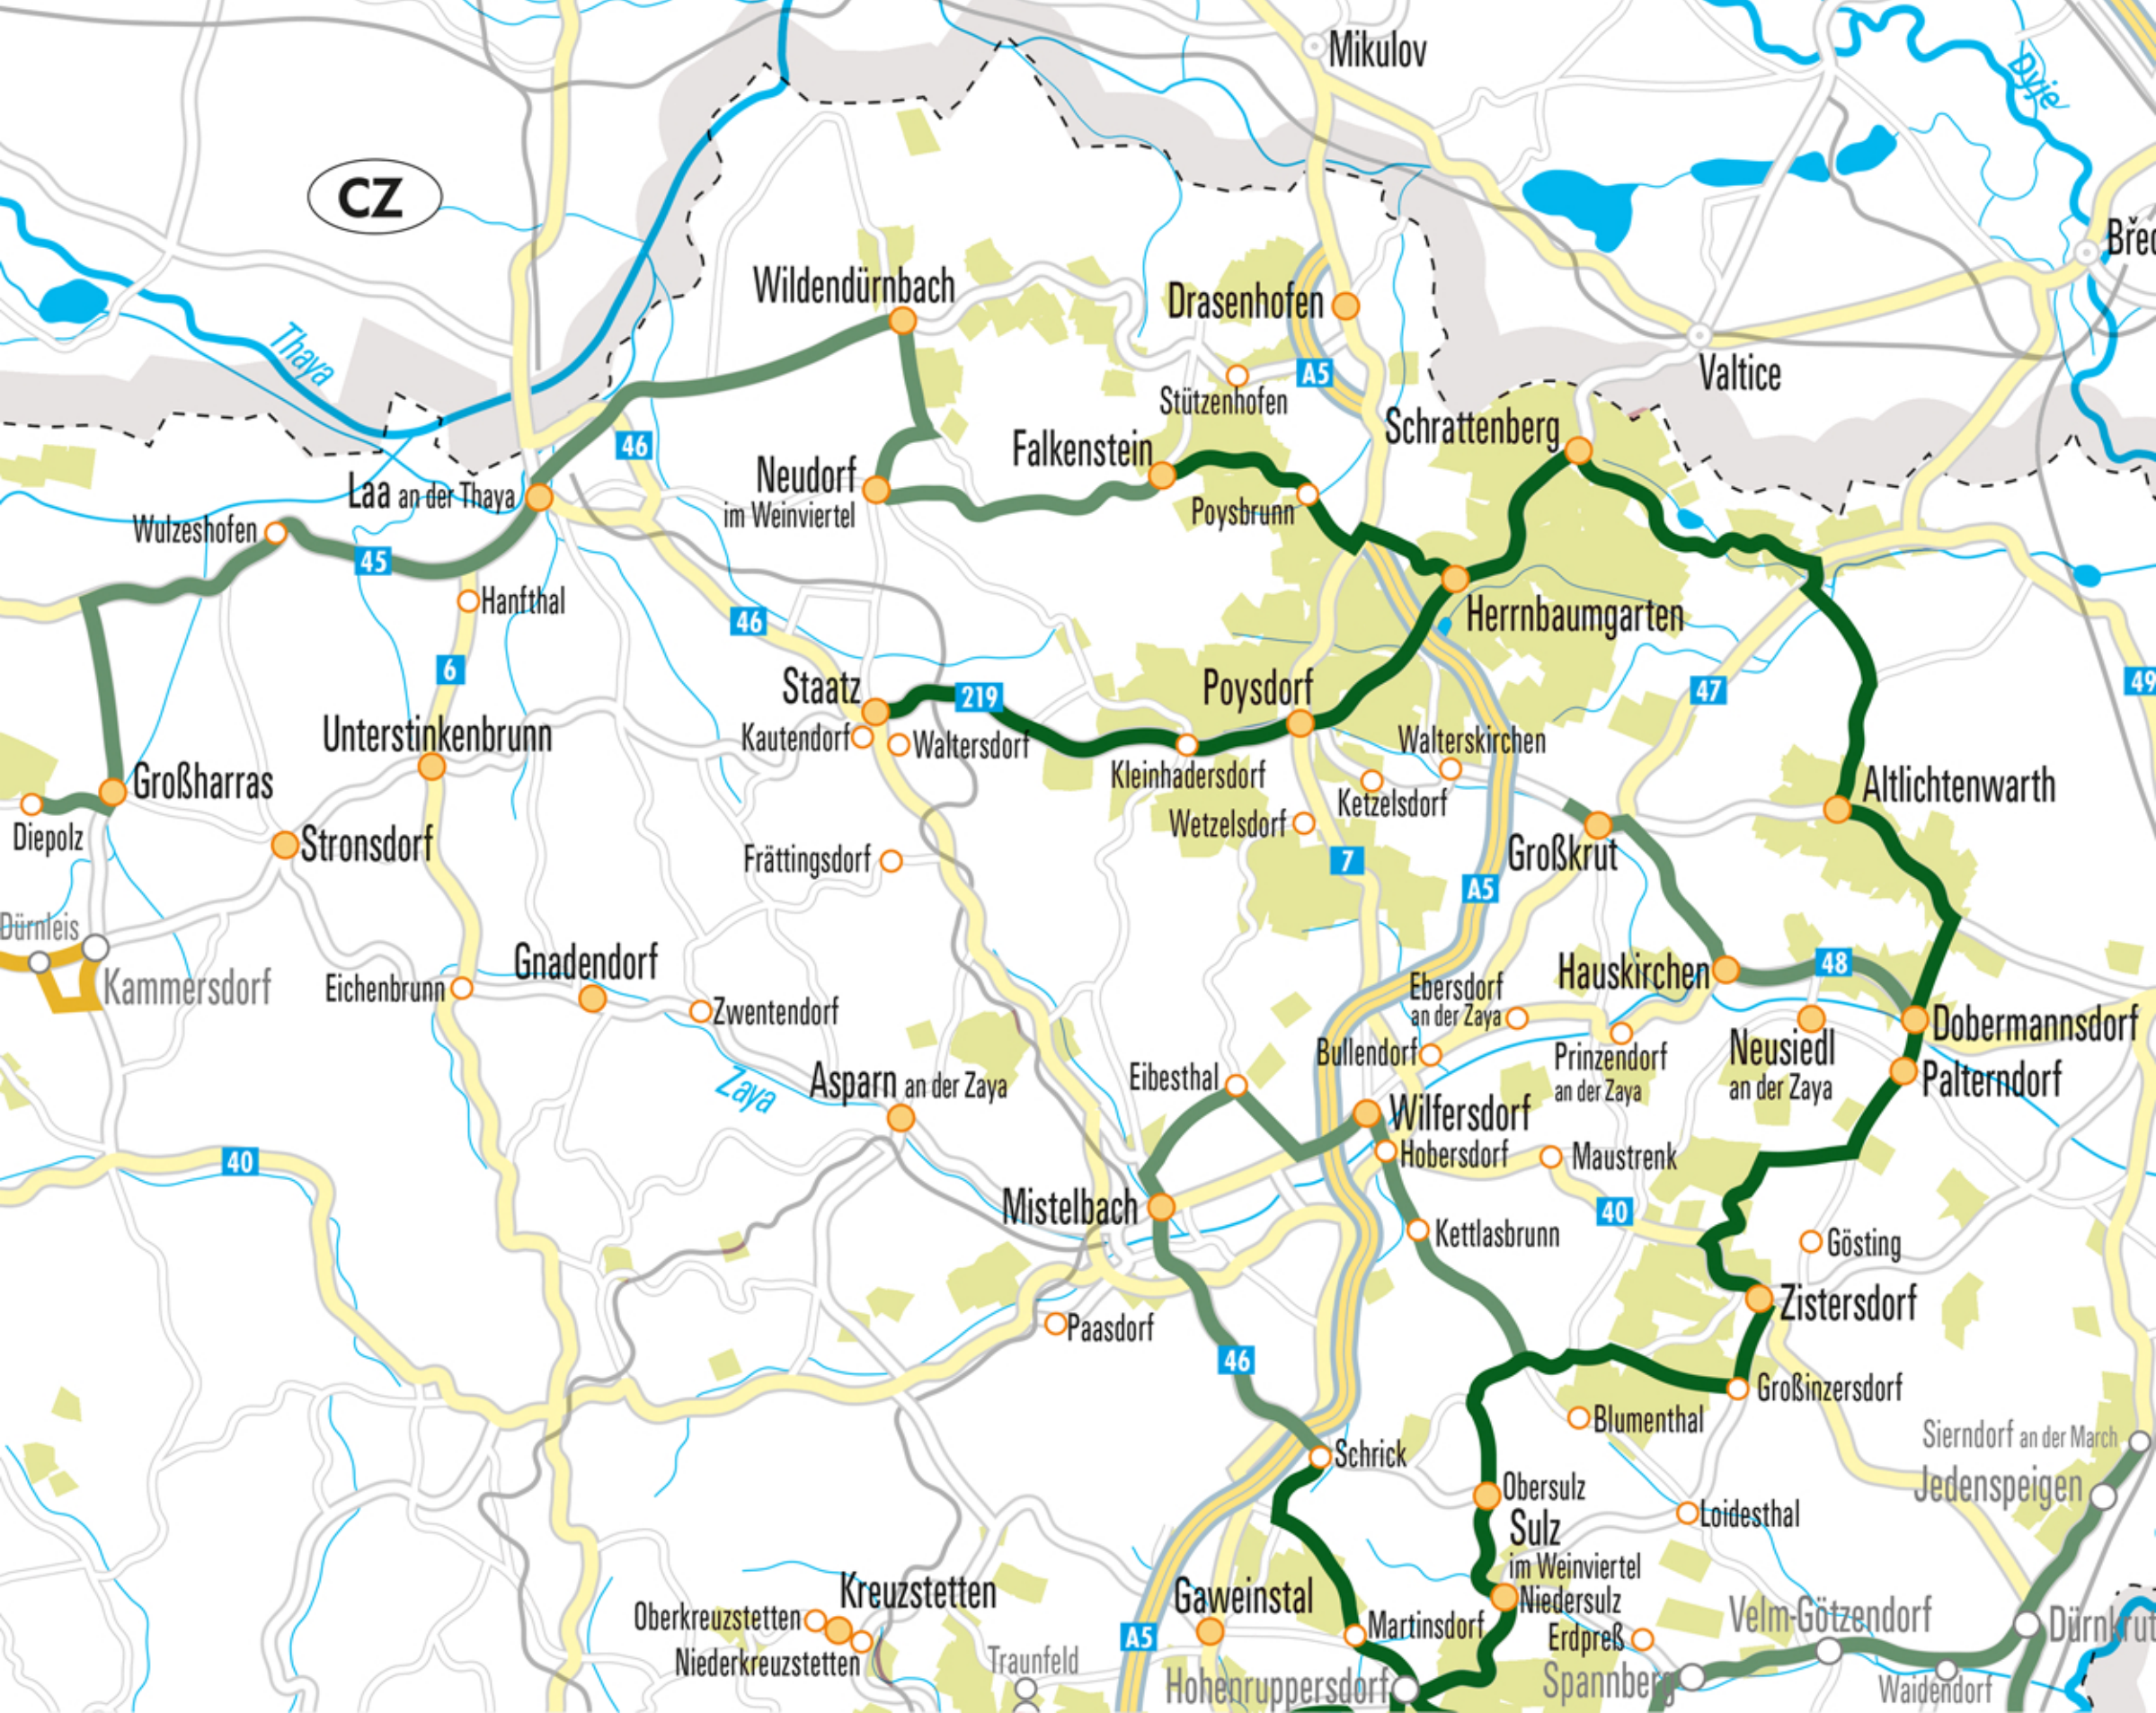 Mikulov
Dyje
CZ
Wildendürnbach
Drasenhofen
A5
Thaya
Valtice
Stützenhofen
Schrattenberg
46
Falkenstein
Neudorf
im Weinviertel
Laa an der Thaya
Poysbrunn
Wulzeshofen
45
Hanfthal
Herrnbaumgarten
46
6
Staatz
219
Poysdorf
47
49
Kautendorf
Waltersdorf
Unterstinkenbrunn
Walterskirchen
Kleinhadersdorf
Ketzelsdorf
Altlichtenwarth
Großharras
Diepolz
Stronsdorf
Wetzelsdorf
Großkrut
Frättingsdorf
7
A5
Dürnleis
Kammersdorf
Gnadendorf
Eichenbrunn
Zwentendorf
Hauskirchen
48
Ebersdorf
an der Zaya
Dobermannsdorf
Bullendorf
Prinzendorf
an der Zaya
Neusiedl
an der Zaya
Palterndorf
Eibesthal
Asparn an der Zaya
Zaya
Wilfersdorf
Hobersdorf
Maustrenk
40
Mistelbach
40
Kettlasbrunn
Gösting
Zistersdorf
Paasdorf
46
Großinzersdorf
Blumenthal
Sierndorf an der March
Schrick
Jedenspeigen
Obersulz
Sulz
im Weinviertel
Loidesthal
Kreuzstetten
Gaweinstal
Niedersulz
Oberkreuzstetten
Niederkreuzstetten
A5
Martinsdorf
Erdpreß
Velm-Götzendorf
Traunfeld
Hohenruppersdorf
Spannberg
Waidendorf